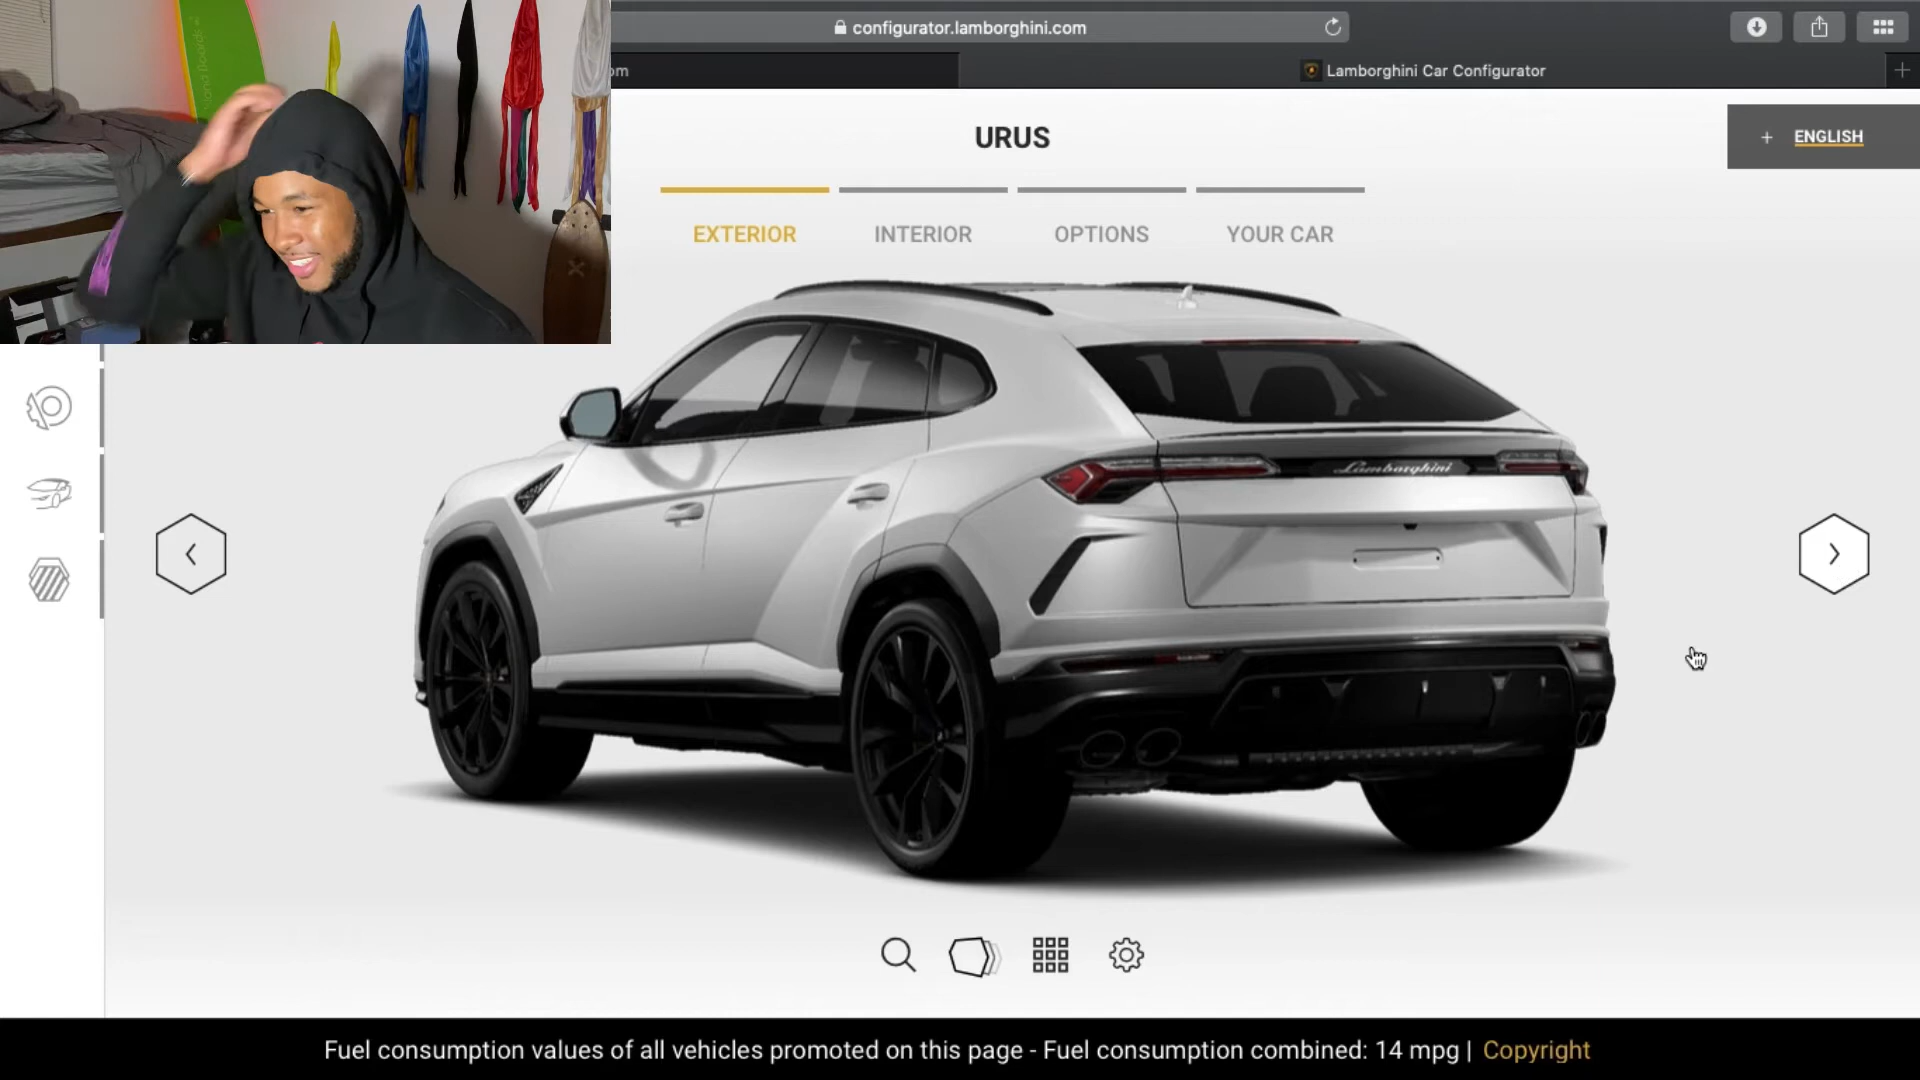 configurator.lamborghini.com
om
Lamborghini Car Configurator
URUS
+ ENGLISH
EXTERIOR
INTERIOR
OPTIONS
YOUR CAR
Lamborghini
Fuel consumption values of all vehicles promoted on this page - Fuel consumption combined: 14 mpg | Copyright